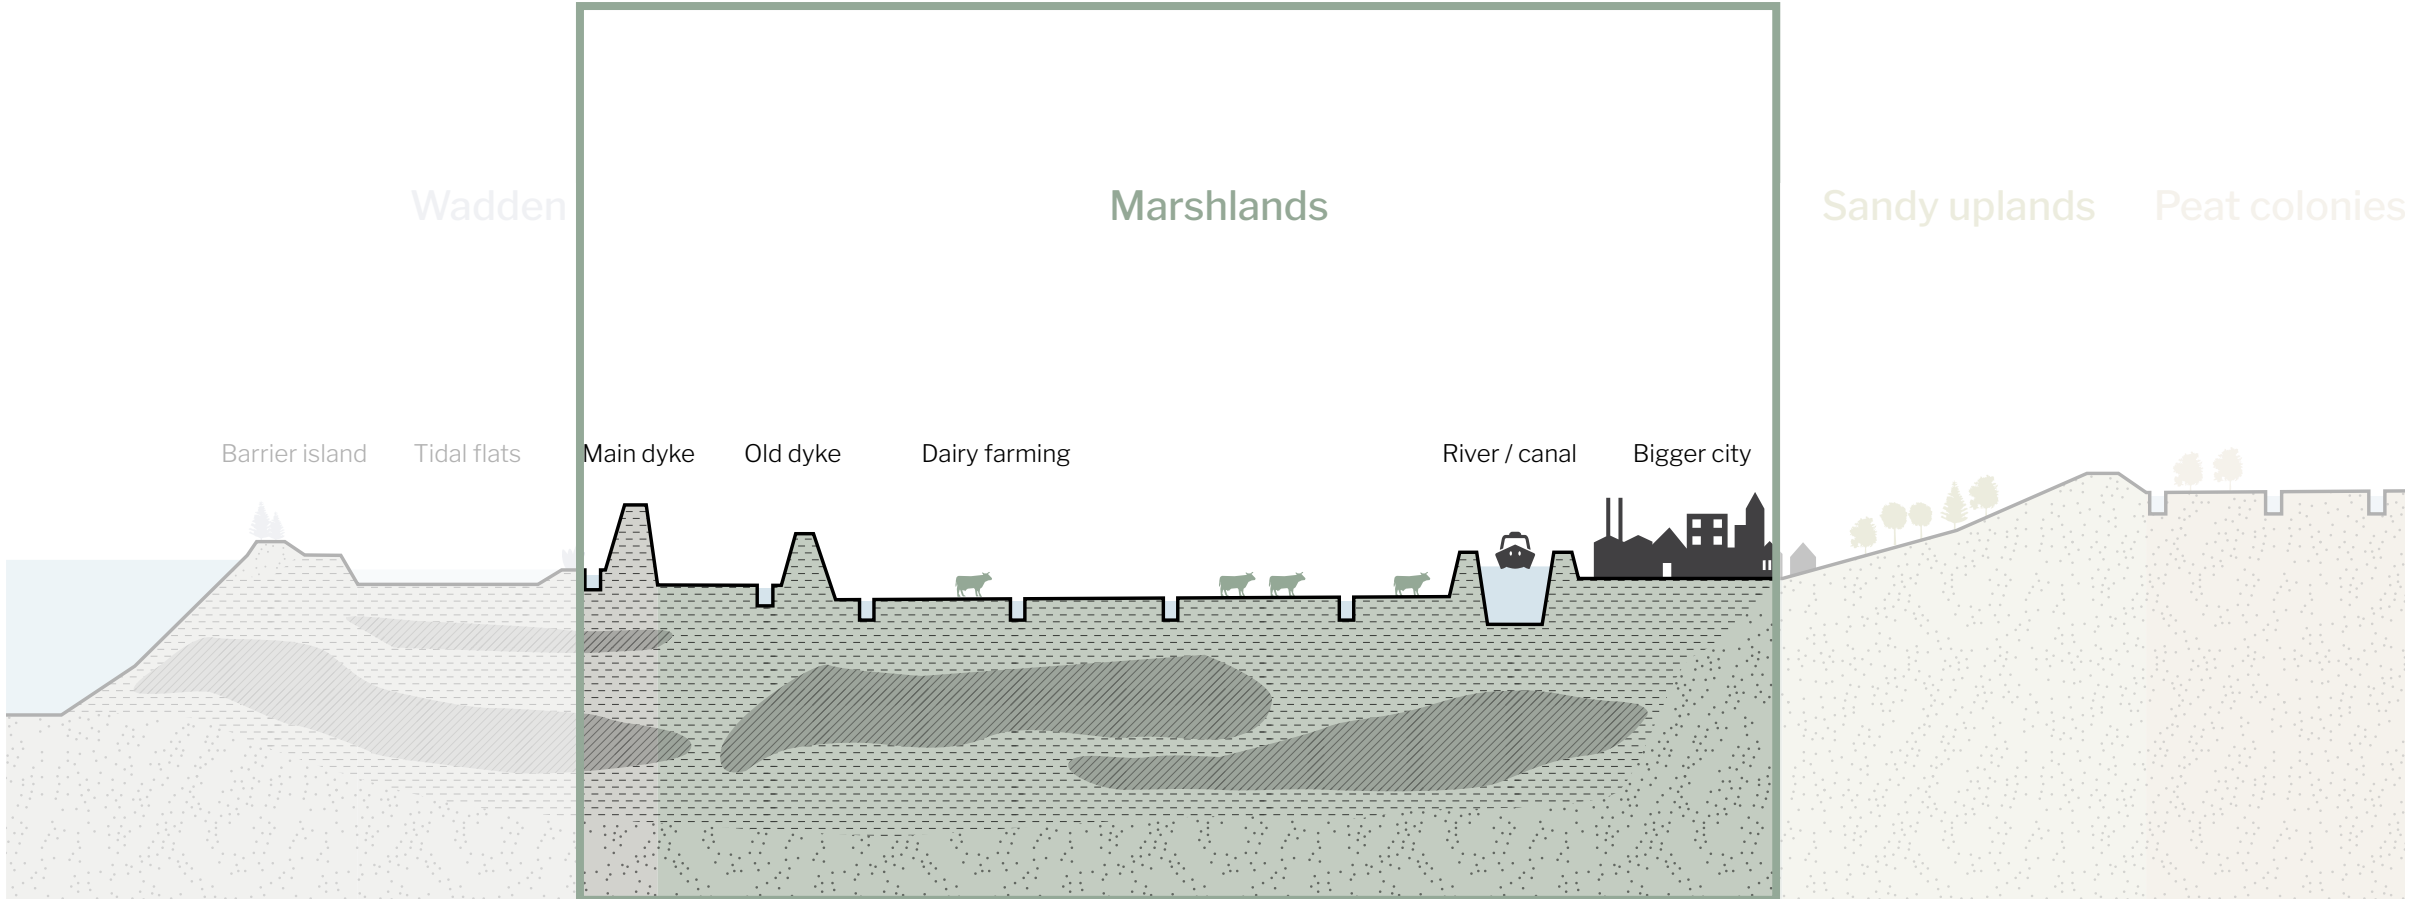 Wadden
Marshlands
Sandy uplands
Peat colonies
Barrier island
Tidal flats
Main dyke
Old dyke
Dairy farming
River / canal
Bigger city